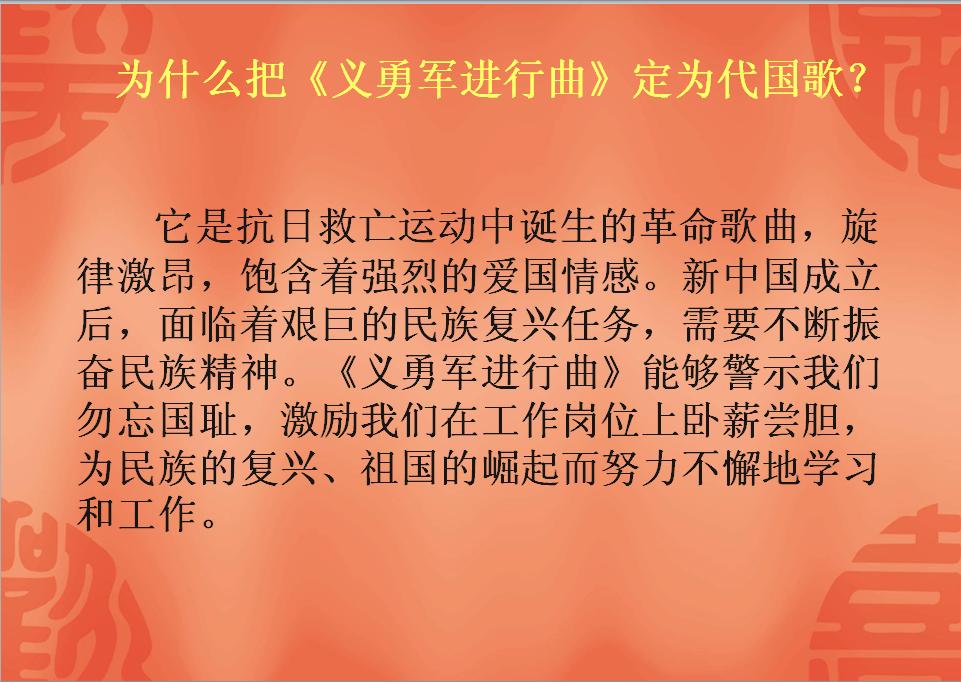 为什么把《义勇军进行曲》定为代国歌？
它是抗日救亡运动中诞生的革命歌曲，旋
律激昂，饱含着强烈的爱国情感。新中国成立
后，面临着艰巨的民族复兴任务，需要不断振
奋民族精神。《义勇军进行曲》能够警示我们
勿忘国耻，激励我们在工作岗位上卧薪尝胆，
为民族的复兴、祖国的崛起而努力不懈地学习
和工作。